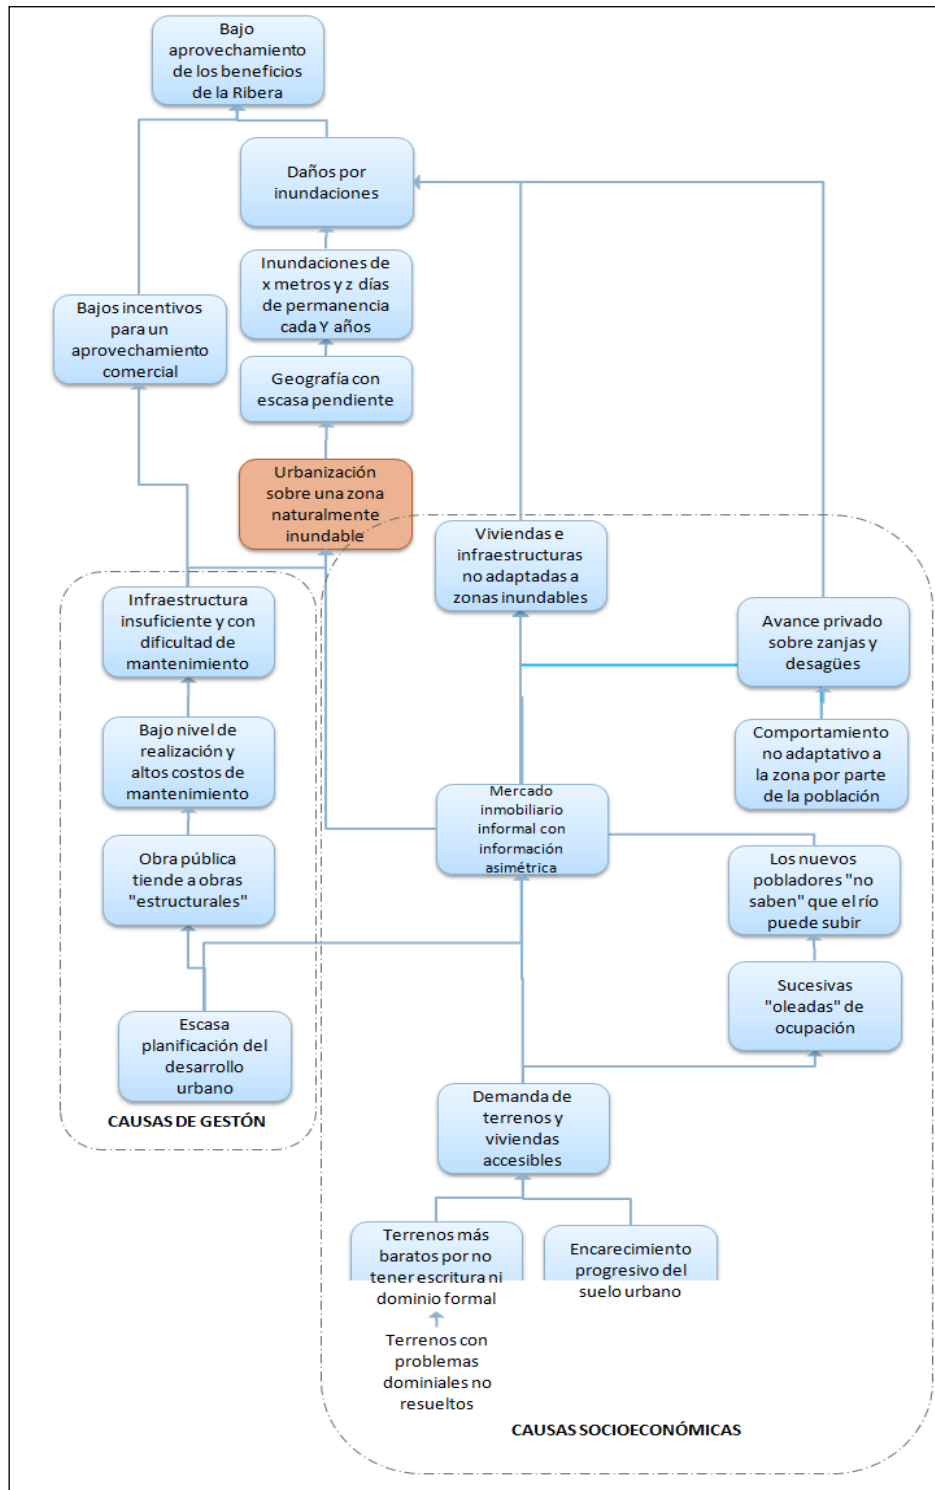 Bajo
aprovechamiento
de los beneficios
de la Ribera
Daños por
inundaciones
Inundaciones de
x metros y z días
de permanencia
cada Y años
Bajos incentivos
para un
aprovechamiento
comercial
Geografía con
escasa pendiente
Urbanización
sobre una zona
naturalmente
inundable
Viviendas e
infraestructuras
no adaptadas a
zonas inundables
Infraestructura
insuficiente y con
dificultad de
mantenimiento
Avance privado
sobre zanjas y
desagües
Bajo nivel de
realización y
altos costos de
mantenimiento
Comportamiento
no adaptativo a
la zona por parte
de la población
Mercado
inmobiliario
informal con
información
asimétrica
Obra pública
tiende a obras
"estructurales"
Los nuevos
pobladores "no
saben" que el río
puede subir
Sucesivas
"oleadas" de
ocupación
Escasa
planificación del
desarrollo
urbano
CAUSAS DE GESTÓN
Demanda de
terrenos y
viviendas
accesibles
Terrenos más
baratos por no
tener escritura ni
dominio formal
Encarecimiento
progresivo del
suelo urbano
Terrenos con
problemas
dominiales no
resueltos
CAUSAS SOCIOECONÓMICAS